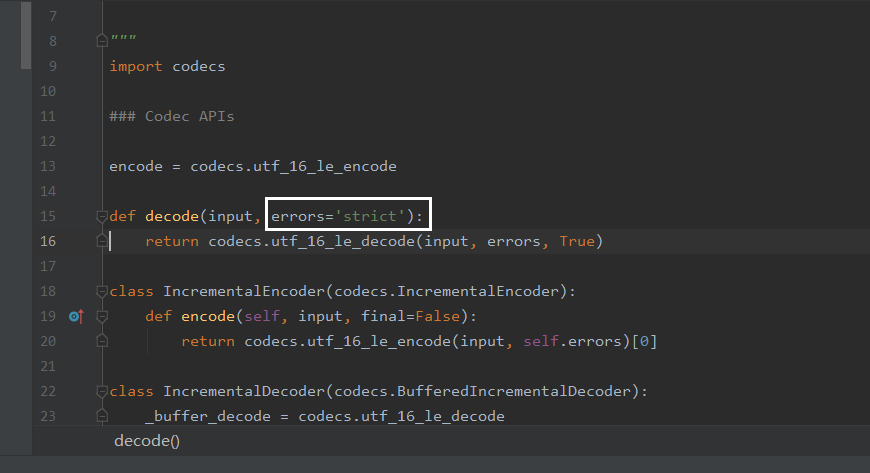 7
8 """
9 import codecs
10
11 ### Codec APIs
12
13 encode = codecs.utf_16_le_encode
14
15 def decode(input, errors='strict'):
16     return codecs.utf_16_le_decode(input, errors, True)
17
18 class IncrementalEncoder(codecs.IncrementalEncoder):
19     def encode(self, input, final=False):
20         return codecs.utf_16_le_encode(input, self.errors)[0]
21
22 class IncrementalDecoder(codecs.BufferedIncrementalDecoder):
23     _buffer_decode = codecs.utf_16_le_decode
decode()